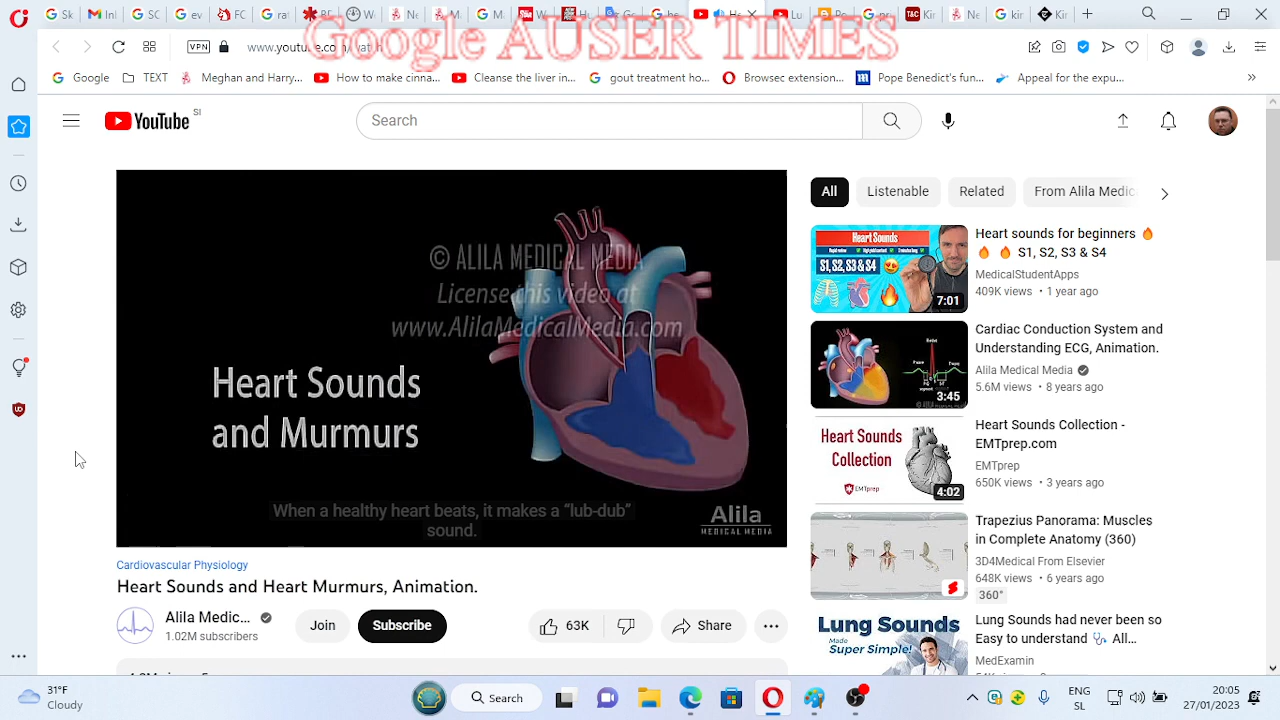 Google AUSER TIMES
VPN
www.youtube.com/watch
Google
TEXT
Meghan and Harry...
How to make cinna...
Cleanse the liver in...
gout treatment ho...
Browsec extension...
Pope Benedict's fun...
Appeal for the expu...
YouTube SI
Search
All
Listenable
Related
From Alila Medic
© ALILA MEDICAL MEDIA
License this video at
www.AlilaMedicalMedia.com
Heart Sounds
and Murmurs
When a healthy heart beats, it makes a “lub-dub”
sound.
Alila
MEDICAL MEDIA
Cardiovascular Physiology
Heart Sounds and Heart Murmurs, Animation.
Alila Medic...
1.02M subscribers
Join
Subscribe
63K
Share
Heart Sounds
S1, S2, S3 & S4
7:01
Heart sounds for beginners 🔥
🔥 🔥 S1, S2, S3 & S4
MedicalStudentApps
409K views • 1 year ago
3:45
Cardiac Conduction System and
Understanding ECG, Animation.
Alila Medical Media
5.6M views • 8 years ago
Heart Sounds
Collection
EMTprep
4:02
Heart Sounds Collection -
EMTprep.com
EMTprep
650K views • 3 years ago
Trapezius Panorama: Muscles
in Complete Anatomy (360)
3D4Medical From Elsevier
648K views • 6 years ago
360°
LUNG SOUNDS
Made
Super Simple!
Lung Sounds had never been so
Easy to understand 🩺 All...
MedExamin
31°F
Cloudy
Search
ENG
SL
20:03
27/01/2023